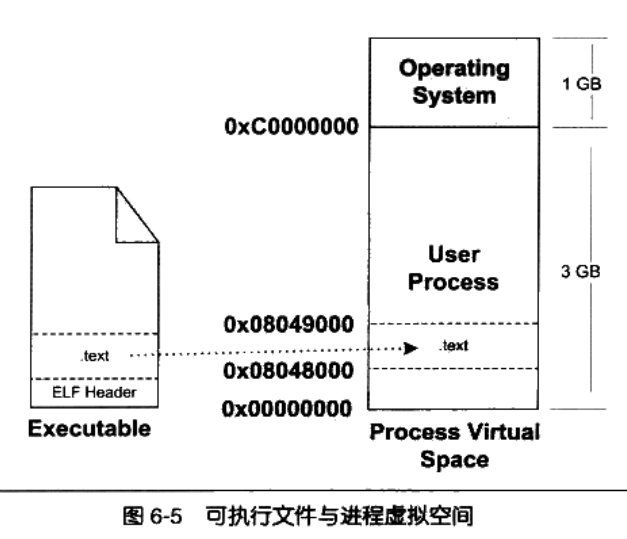 Operating
System
1 GB
0xC0000000
User
Process
3 GB
0x08049000
.text
.text
0x08048000
ELF Header
0x00000000
Executable
Process Virtual
Space
图 6-5 可执行文件与进程虚拟空间